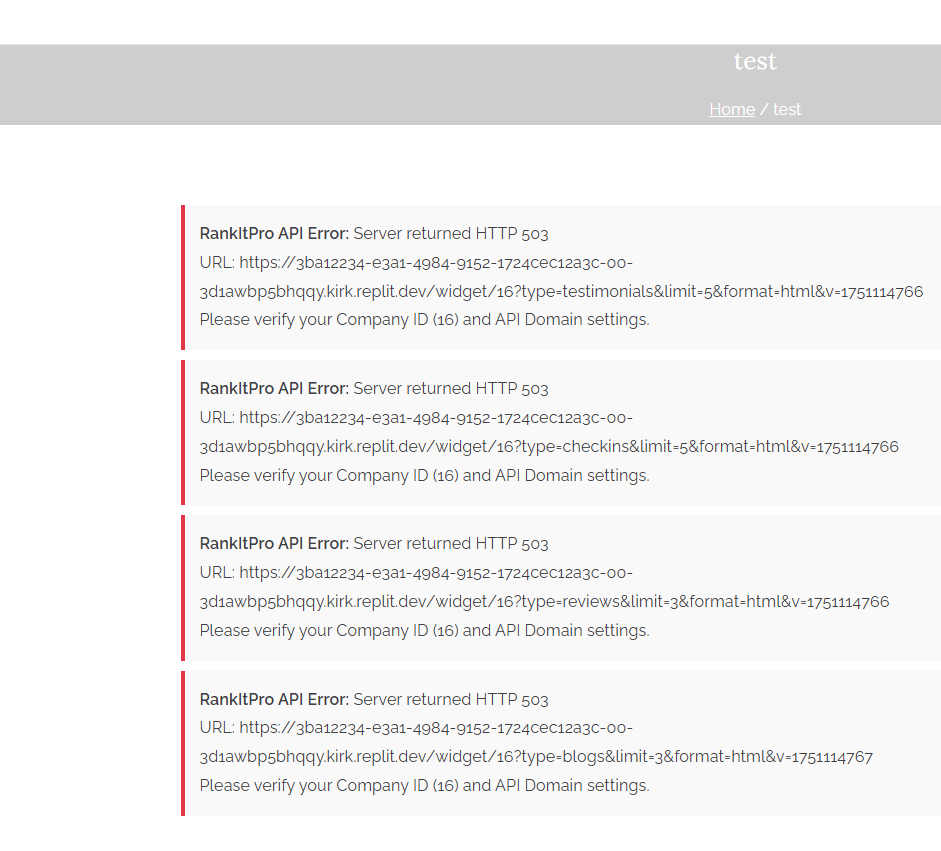 test
Home / test
RankItPro API Error: Server returned HTTP 503
URL: https://3ba12234-e3a1-4984-9152-1724cec12a3c-00-
3d1awbp5bhqqy.kirk.replit.dev/widget/16?type=testimonials&limit=5&format=html&v=1751114766
Please verify your Company ID (16) and API Domain settings.
RankItPro API Error: Server returned HTTP 503
URL: https://3ba12234-e3a1-4984-9152-1724cec12a3c-00-
3d1awbp5bhqqy.kirk.replit.dev/widget/16?type=checkins&limit=5&format=html&v=1751114766
Please verify your Company ID (16) and API Domain settings.
RankItPro API Error: Server returned HTTP 503
URL: https://3ba12234-e3a1-4984-9152-1724cec12a3c-00-
3d1awbp5bhqqy.kirk.replit.dev/widget/16?type=reviews&limit=3&format=html&v=1751114766
Please verify your Company ID (16) and API Domain settings.
RankItPro API Error: Server returned HTTP 503
URL: https://3ba12234-e3a1-4984-9152-1724cec12a3c-00-
3d1awbp5bhqqy.kirk.replit.dev/widget/16?type=blogs&limit=3&format=html&v=1751114767
Please verify your Company ID (16) and API Domain settings.